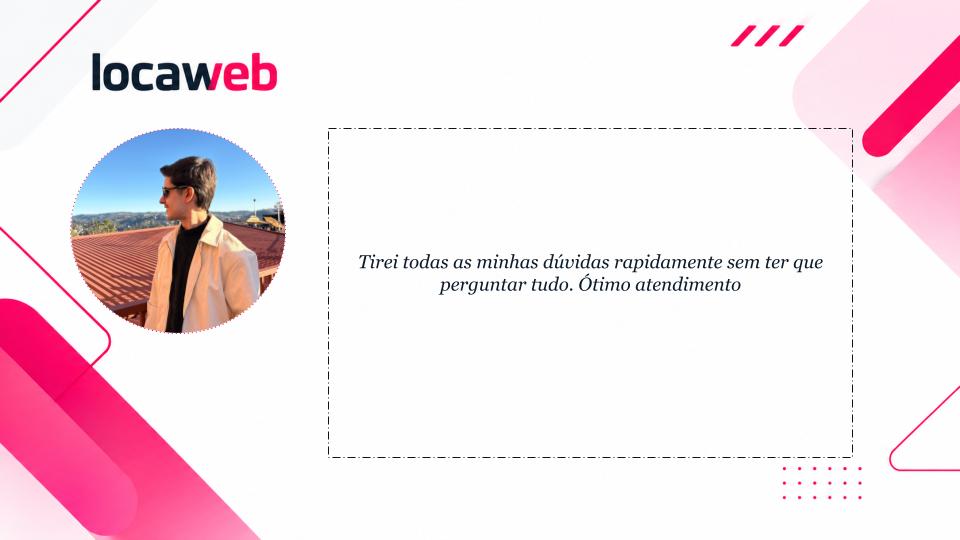 locaweb
Tirei todas as minhas dúvidas rapidamente sem ter que
perguntar tudo. Ótimo atendimento